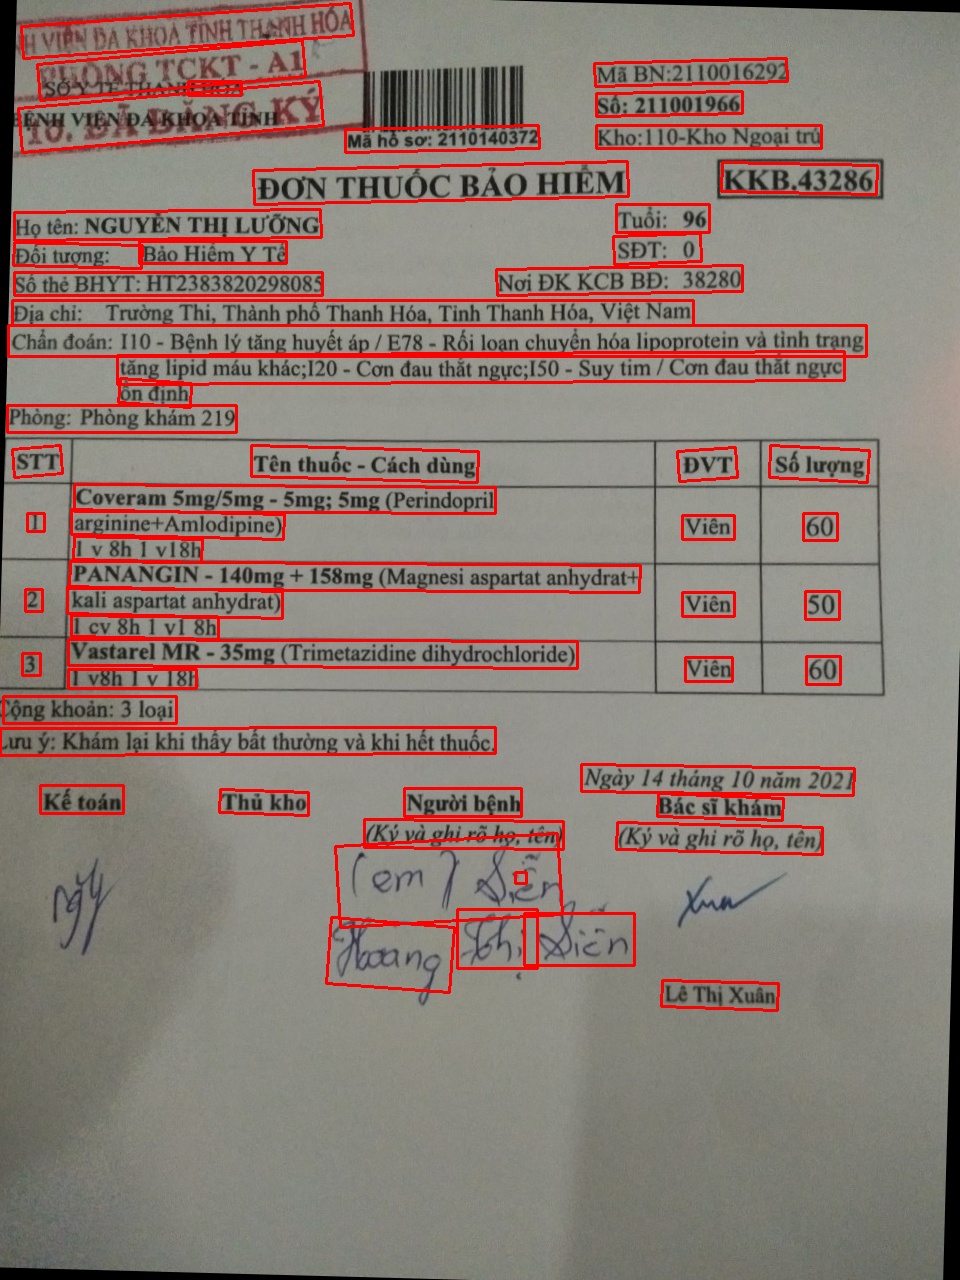 BỆNH VIỆN ĐA KHOA TỈNH THANH HÓA
PHÒNG TCKT - A1
SỞ Y TẾ THANH HÓA
BỆNH VIỆN ĐA KHOA TỈNH
ĐÃ ĐĂNG KÝ
Mã hồ sơ: 2110140372
Mã BN:2110016292
Số: 211001966
Kho:110-Kho Ngoại trú
ĐƠN THUỐC BẢO HIỂM
KKB.43286
Họ tên: NGUYỄN THỊ LƯỠNG Tuổi: 96
Đối tượng: Bảo Hiểm Y Tế SĐT: 0
Số thẻ BHYT: HT2383820298085 Nơi ĐK KCB BĐ: 38280
Địa chỉ: Trường Thi, Thành phố Thanh Hóa, Tỉnh Thanh Hóa, Việt Nam
Chẩn đoán: I10 - Bệnh lý tăng huyết áp / E78 - Rối loạn chuyển hóa lipoprotein và tình trạng
tăng lipid máu khác;I20 - Cơn đau thắt ngực;I50 - Suy tim / Cơn đau thắt ngực
ổn định
Phòng: Phòng khám 219
STT Tên thuốc - Cách dùng ĐVT Số lượng
1 Coveram 5mg/5mg - 5mg; 5mg (Perindopril
arginine+Amlodipine) Viên 60
1 v 8h 1 v18h
2 PANANGIN - 140mg + 158mg (Magnesi aspartat anhydrat+
kali aspartat anhydrat) Viên 50
1 cv 8h 1 v1 8h
3 Vastarel MR - 35mg (Trimetazidine dihydrochloride) Viên 60
1 v8h 1 v 18h
Cộng khoản: 3 loại
Lưu ý: Khám lại khi thấy bất thường và khi hết thuốc.
Ngày 14 tháng 10 năm 2021
Kế toán Thủ kho Người bệnh Bác sĩ khám
(Ký và ghi rõ họ, tên) (Ký và ghi rõ họ, tên)
(em) Siễn
Xuân
Hoàng Thị Siễn
Lê Thị Xuân